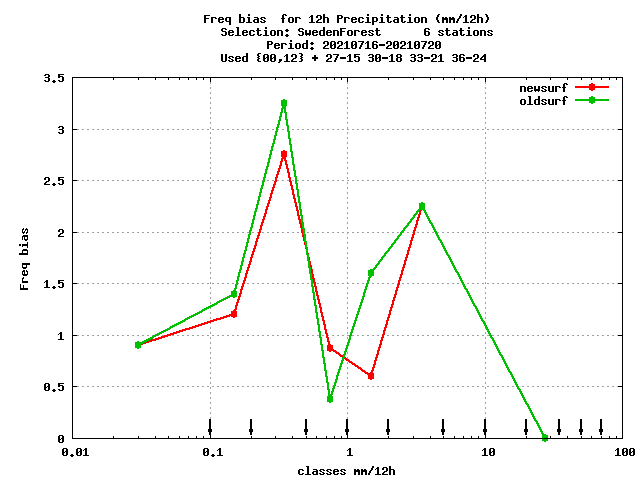 Freq bias  for 12h Precipitation (mm/12h)
Selection: SwedenForest      6 stations
Period: 20210716-20210720
Used {00,12} + 27-15 30-18 33-21 36-24
newsurf
oldsurf
3.5
3
2.5
2
1.5
1
0.5
0
Freq bias
0.01
0.1
1
10
100
classes mm/12h